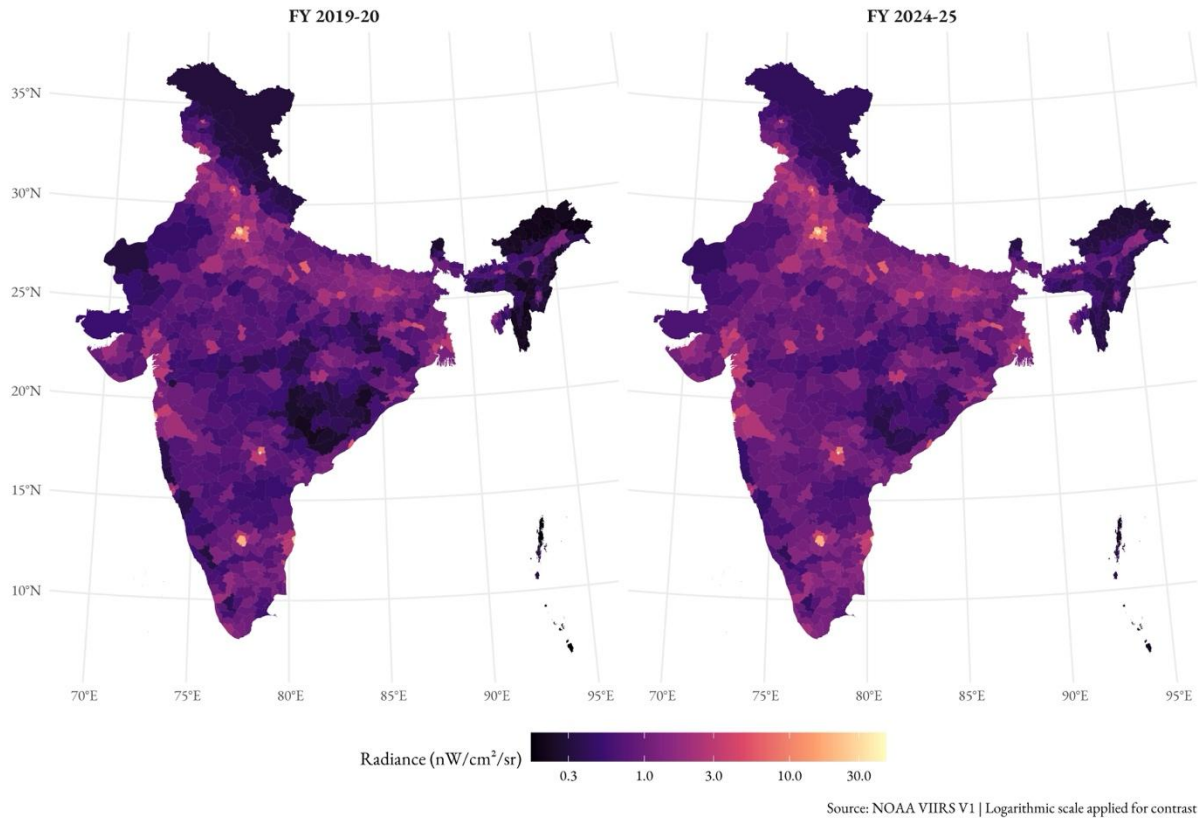 FY 2019-20
FY 2024-25
35°N
30°N
25°N
20°N
15°N
10°N
70°E 75°E 80°E 85°E 90°E 95°E
70°E 75°E 80°E 85°E 90°E 95°E
Radiance (nW/cm²/sr)
0.3 1.0 3.0 10.0 30.0
Source: NOAA VIIRS V1 | Logarithmic scale applied for contrast